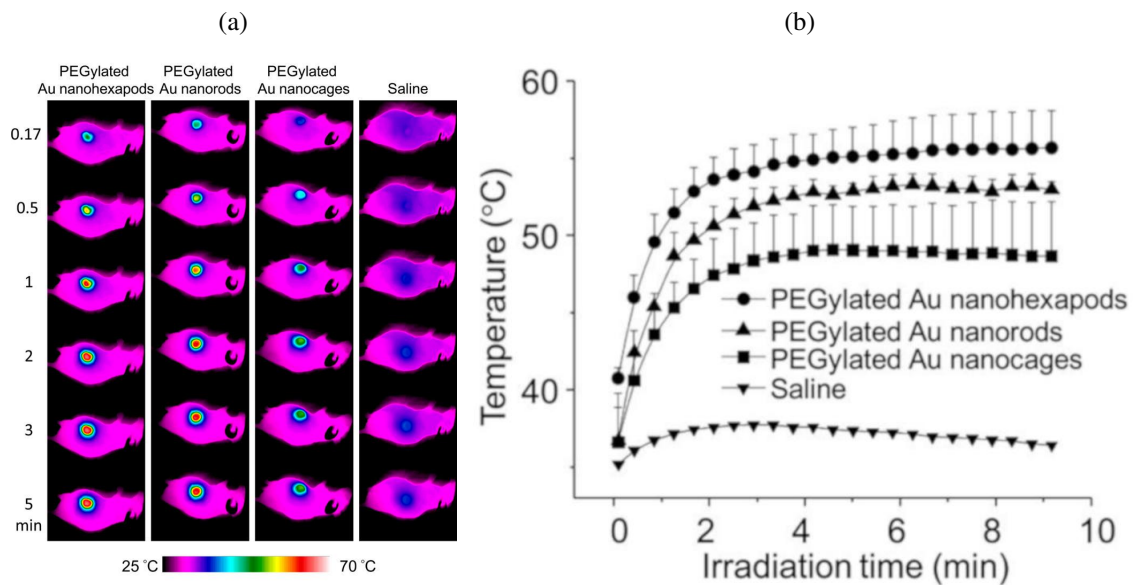 (a)
PEGylated
Au nanohexapods
PEGylated
Au nanorods
PEGylated
Au nanocages
Saline
0.17
0.5
1
2
3
5
min
25 °C
70 °C
(b)
60
50
40
Temperature (°C)
PEGylated Au nanohexapods
PEGylated Au nanorods
PEGylated Au nanocages
Saline
0 2 4 6 8 10
Irradiation time (min)